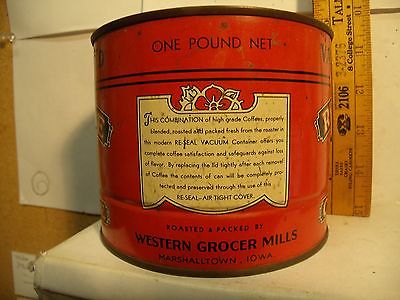 ONE POUND NET
THIS COMBINATION of high grade Coffees, properly
blended, roasted and packed fresh from the roaster in
this modern RE-SEAL VACUUM Container offers you
complete coffee satisfaction and safeguards against loss
of flavor. By replacing the lid tightly after each removal
of Coffee the contents of can will be completely pro-
tected and preserved through the use of this
RE-SEAL-AIR TIGHT COVER.
ROASTED & PACKED BY
WESTERN GROCER MILLS
MARSHALLTOWN, IOWA.
8 College Street
2106